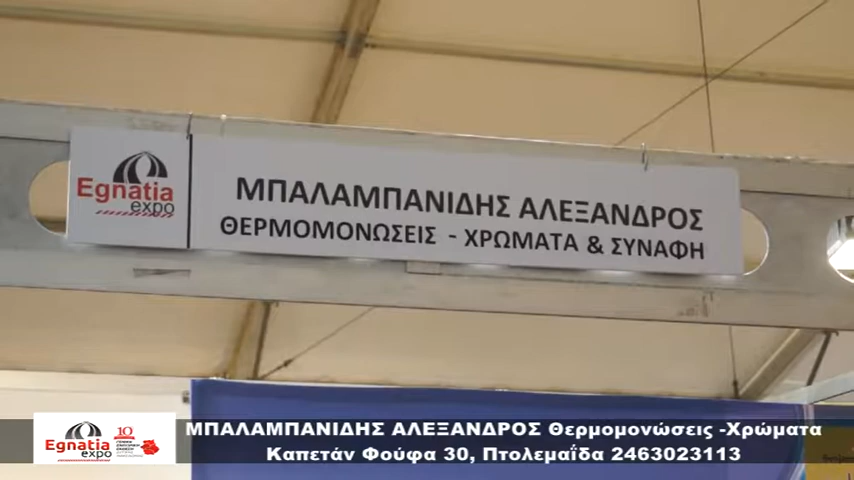 Egnatia
expo
ΜΠΑΛΑΜΠΑΝΙΔΗΣ ΑΛΕΞΑΝΔΡΟΣ
ΘΕΡΜΟΜΟΝΩΣΕΙΣ - ΧΡΩΜΑΤΑ & ΣΥΝΑΦΗ
Egnatia
expo
10
ΜΠΑΛΑΜΠΑΝΙΔΗΣ ΑΛΕΞΑΝΔΡΟΣ Θερμομονώσεις -Χρώματα
Καπετάν Φούφα 30, Πτολεμαΐδα 2463023113